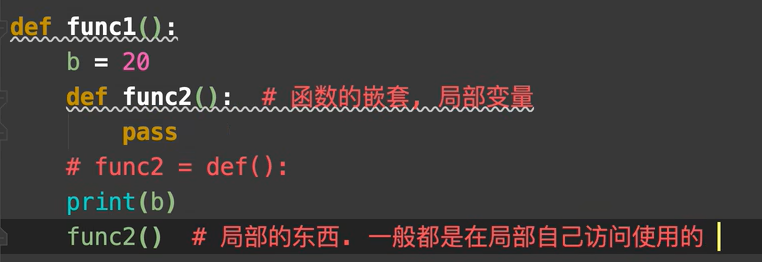 def func1():
    b = 20
    def func2():  # 函数的嵌套, 局部变量
        pass
    # func2 = def():
    print(b)
    func2()  # 局部的东西. 一般都是在局部自己访问使用的